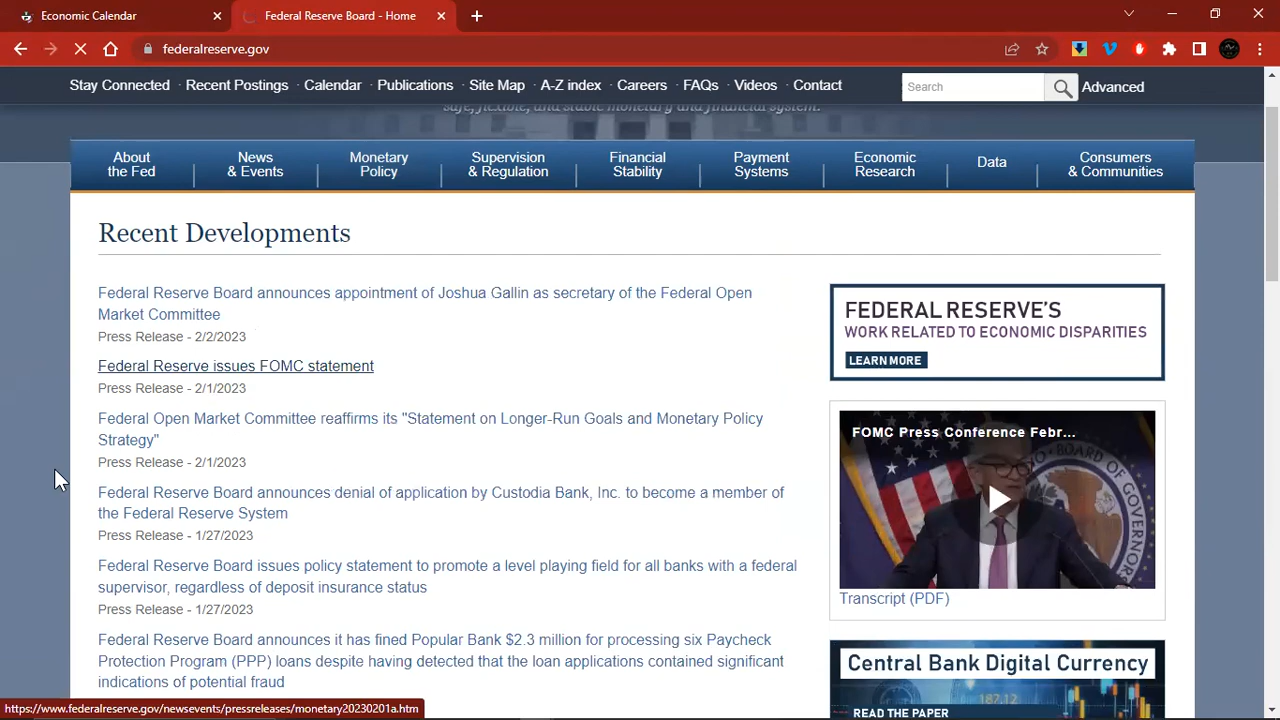 Economic Calendar
Federal Reserve Board - Home
federalreserve.gov
Stay Connected · Recent Postings · Calendar · Publications · Site Map · A-Z index · Careers · FAQs · Videos · Contact
Search
Advanced
safe, flexible, and stable monetary and financial system.
About the Fed
News & Events
Monetary Policy
Supervision & Regulation
Financial Stability
Payment Systems
Economic Research
Data
Consumers & Communities
Recent Developments
Federal Reserve Board announces appointment of Joshua Gallin as secretary of the Federal Open
Market Committee
Press Release - 2/2/2023
Federal Reserve issues FOMC statement
Press Release - 2/1/2023
Federal Open Market Committee reaffirms its "Statement on Longer-Run Goals and Monetary Policy
Strategy"
Press Release - 2/1/2023
Federal Reserve Board announces denial of application by Custodia Bank, Inc. to become a member of
the Federal Reserve System
Press Release - 1/27/2023
Federal Reserve Board issues policy statement to promote a level playing field for all banks with a federal
supervisor, regardless of deposit insurance status
Press Release - 1/27/2023
Federal Reserve Board announces it has fined Popular Bank $2.3 million for processing six Paycheck
Protection Program (PPP) loans despite having detected that the loan applications contained significant
indications of potential fraud
FEDERAL RESERVE'S
WORK RELATED TO ECONOMIC DISPARITIES
LEARN MORE
FOMC Press Conference Febr...
Transcript (PDF)
Central Bank Digital Currency
187.12
READ THE PAPER
https://www.federalreserve.gov/newsevents/pressreleases/monetary20230201a.htm